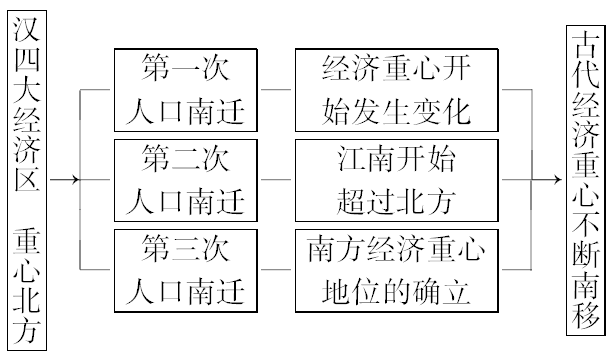 汉四大经济区 重心北方
第一次
人口南迁
经济重心开
始发生变化
第二次
人口南迁
江南开始
超过北方
第三次
人口南迁
南方经济重心
地位的确立
古代经济重心不断南移